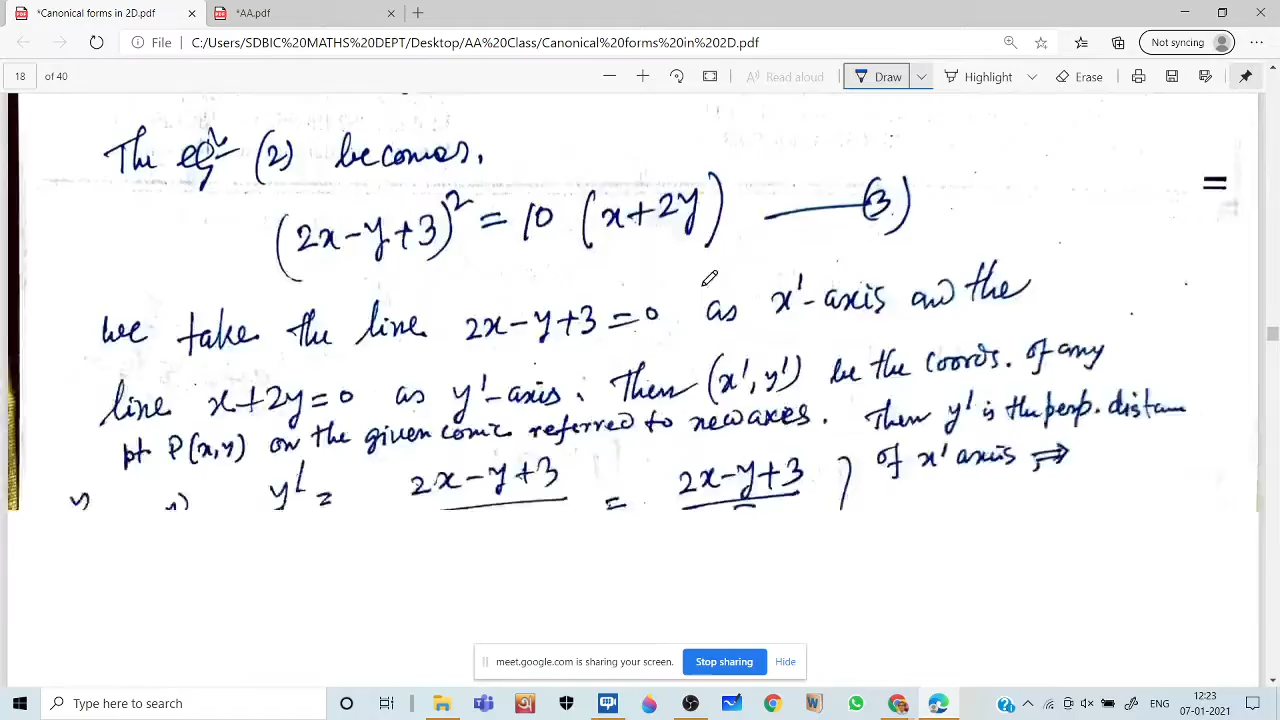 *Canonical forms in 2D.pdf
*AA.pdf
File C:/Users/SDBIC%20MATHS%20DEPT/Desktop/AA%20Class/Canonical%20forms%20in%202D.pdf
Not syncing
18 of 40
Read aloud Draw Highlight Erase
The eqn (2) becomes.
(2x-y+3)² = 10 (x+2y) —— (3)
=
we take the line 2x-y+3=0 as x'-axis and the
line x+2y=0 as y'-axis. Then (x', y') be the coords. of any
pt P(x,y) on the given conic referred to new axes. Then y' is the perp. distan
of x' axis ⇒
y' = 2x-y+3 = 2x-y+3
meet.google.com is sharing your screen. Stop sharing Hide
Type here to search
ENG
12:23
07-01-2021